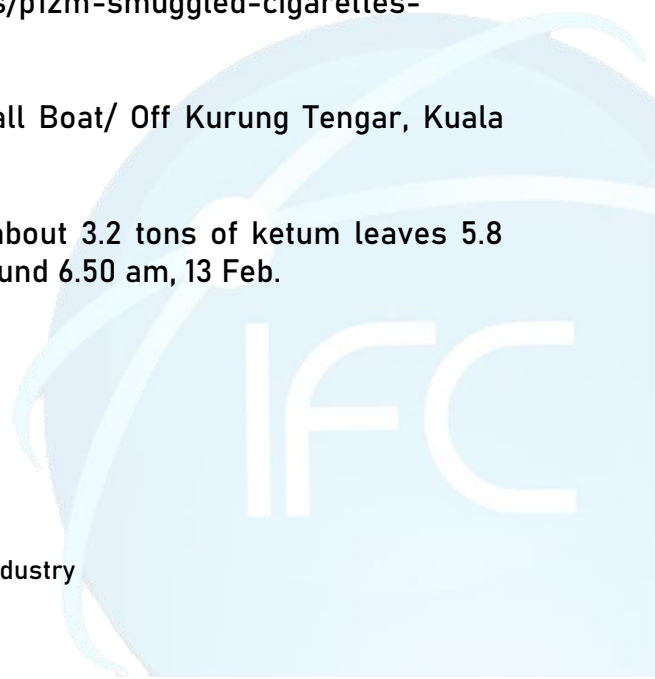 s/p12m-smuggled-cigarettes-
all Boat/ Off Kurung Tengar, Kuala
about 3.2 tons of ketum leaves 5.8
und 6.50 am, 13 Feb.
IFC
dustry